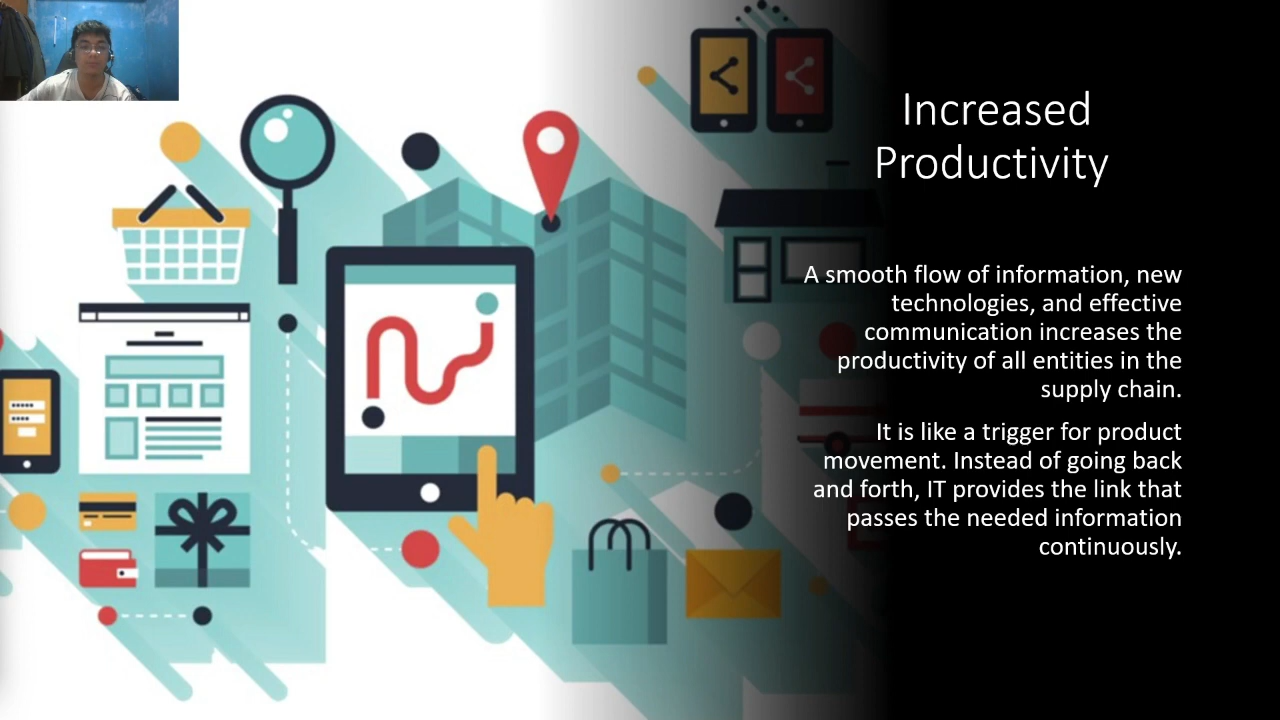 Increased
Productivity
A smooth flow of information, new
technologies, and effective
communication increases the
productivity of all entities in the
supply chain.
It is like a trigger for product
movement. Instead of going back
and forth, IT provides the link that
passes the needed information
continuously.